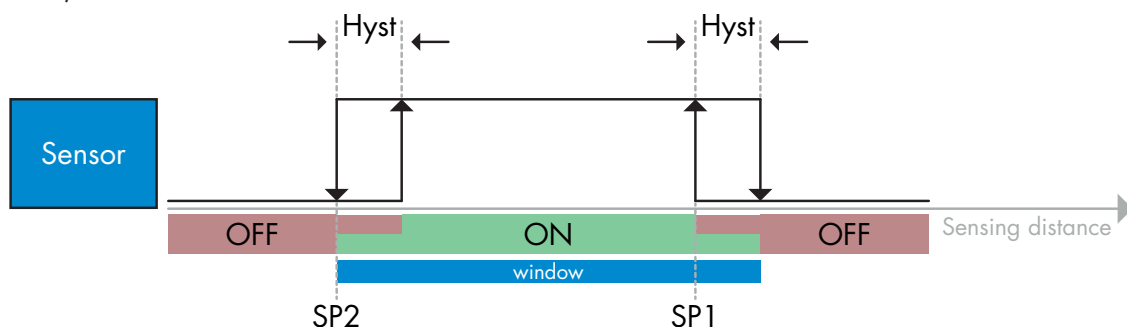 Hyst
Hyst
Sensor
OFF
ON
OFF
Sensing distance
window
SP2
SP1